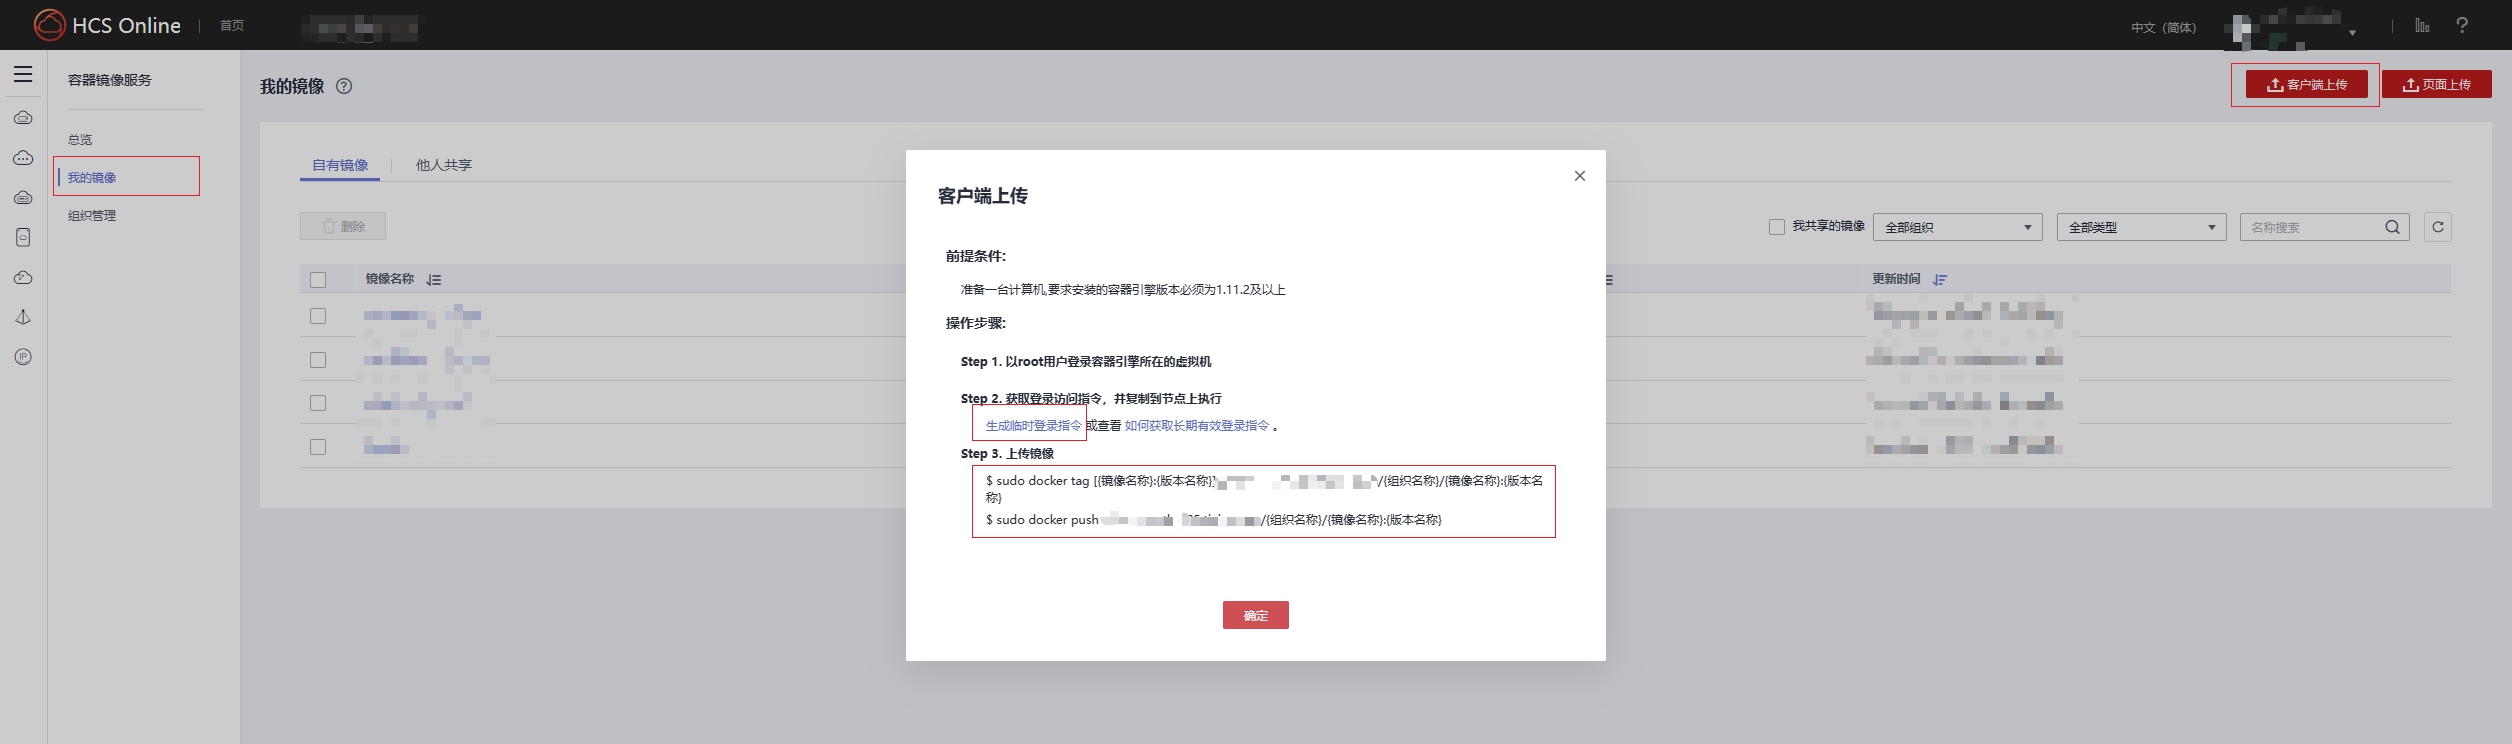 HCS Online
首页
中文（简体）
容器镜像服务
总览
我的镜像
组织管理
我的镜像
客户端上传
页面上传
自有镜像
他人共享
删除
我共享的镜像
全部组织
全部类型
名称搜索
镜像名称
更新时间
IP
客户端上传
前提条件:
准备一台计算机,要求安装的容器引擎版本必须为1.11.2及以上
操作步骤:
Step 1. 以root用户登录容器引擎所在的虚拟机
Step 2. 获取登录访问指令，并复制到节点上执行
生成临时登录指令 或查看 如何获取长期有效登录指令 。
Step 3. 上传镜像
$ sudo docker tag [{镜像名称}:{版本名称}] /{组织名称}/{镜像名称}:{版本名
称}
$ sudo docker push /{组织名称}/{镜像名称}:{版本名称}
确定